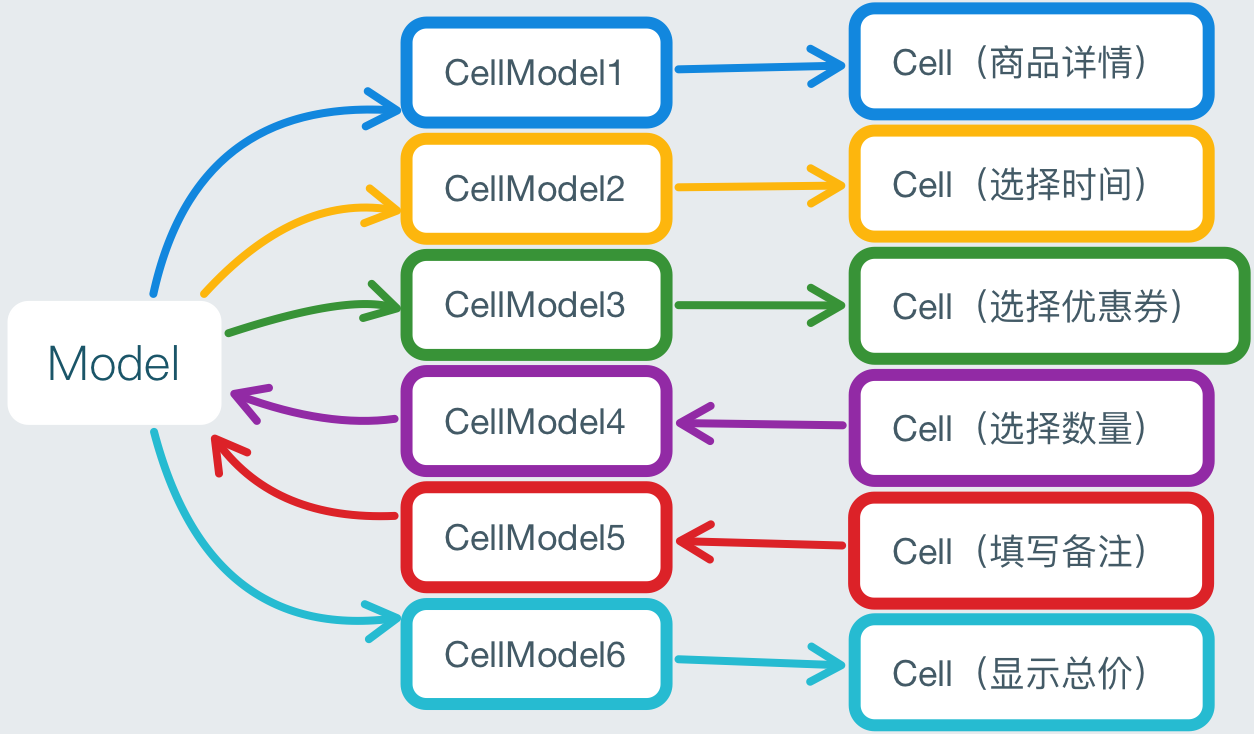 CellModel1
Cell（商品详情）
CellModel2
Cell（选择时间）
CellModel3
Cell（选择优惠券）
Model
CellModel4
Cell（选择数量）
CellModel5
Cell（填写备注）
CellModel6
Cell（显示总价）